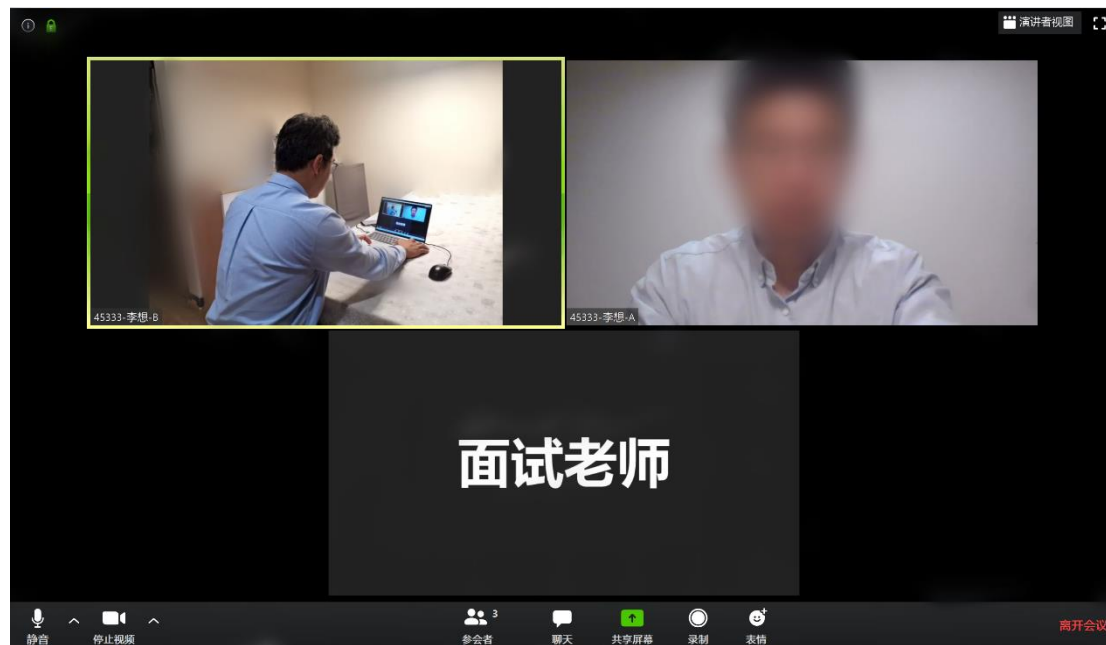 演讲者视图
45333-李想-B
45333-李想-A
面试老师
静音
停止视频
参会者
3
聊天
共享屏幕
录制
表情
离开会议